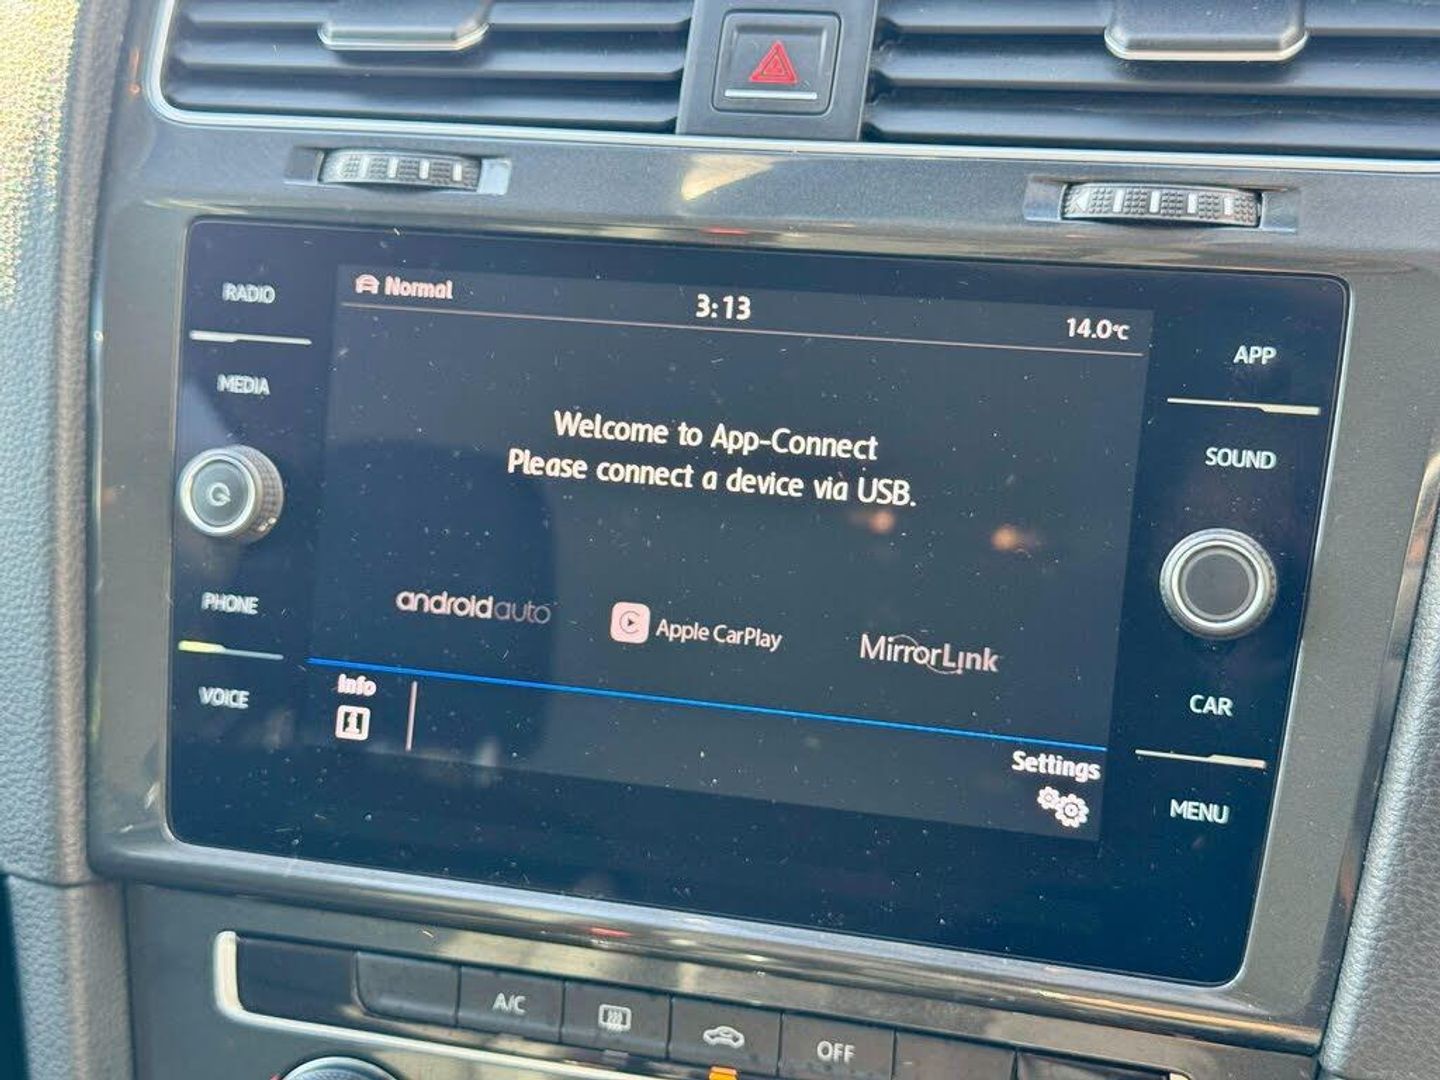 RADIO
MEDIA
PHONE
VOICE
Normal
3:13
14.0°C
Welcome to App-Connect
Please connect a device via USB.
androidauto
Apple CarPlay
MirrorLink
Info
Settings
APP
SOUND
CAR
MENU
A/C
OFF